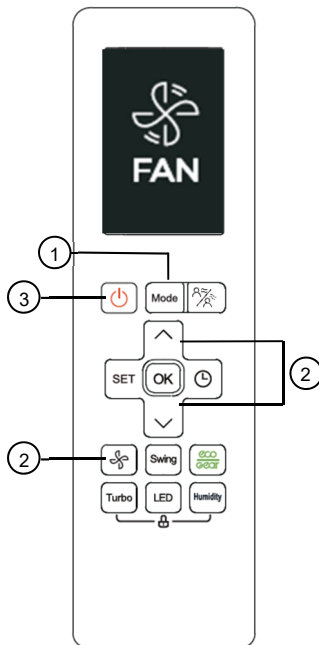 FAN
1
3
Mode
SET
OK
2
2
Swing
eco
gear
Turbo
LED
Humidity